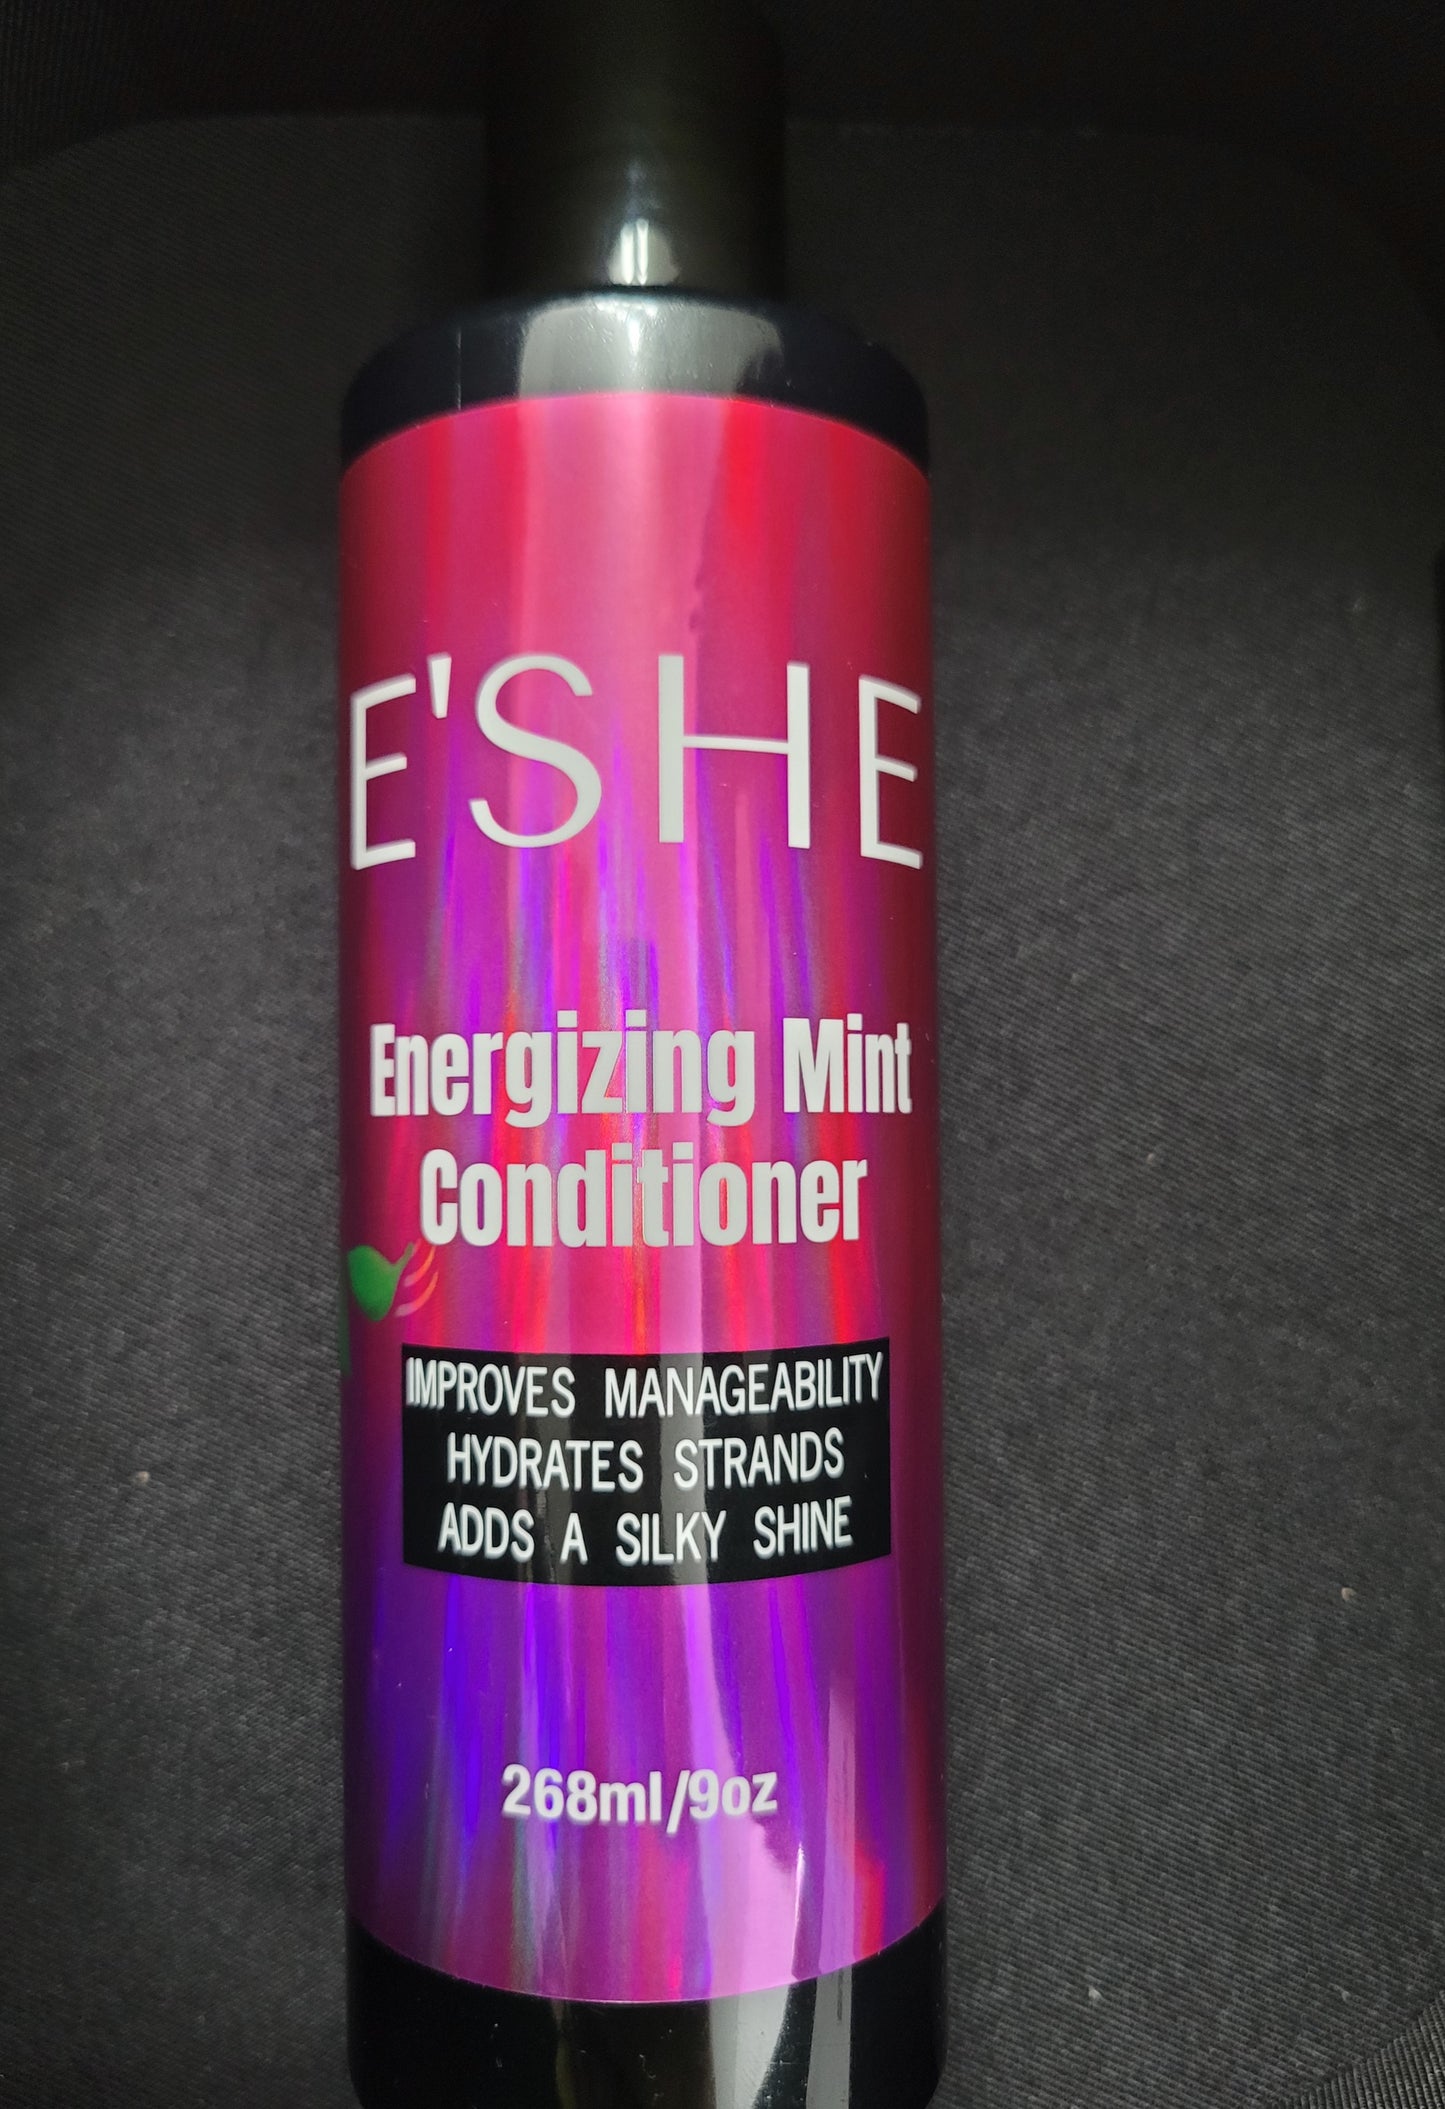 E'SHE
Energizing Mint
Conditioner
IMPROVES MANAGEABILITY
HYDRATES STRANDS
ADDS A SILKY SHINE
268ml/9oz